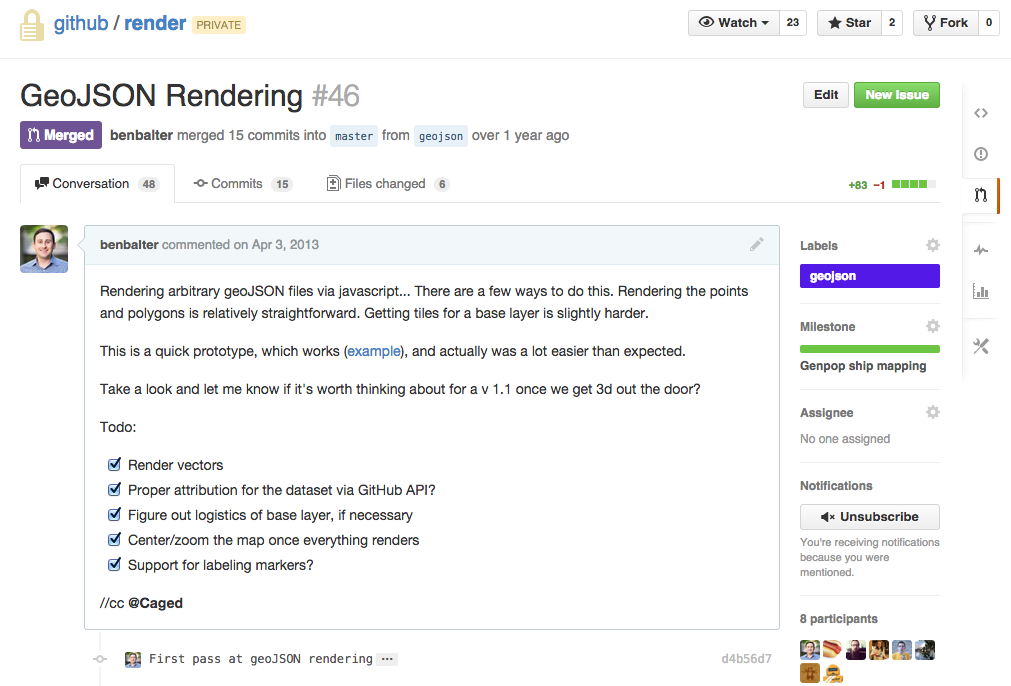 github / render PRIVATE
Watch 23
Star 2
Fork 0
GeoJSON Rendering #46
Edit
New issue
Merged benbalter merged 15 commits into master from geojson over 1 year ago
Conversation 48
Commits 15
Files changed 6
+83 −1
benbalter commented on Apr 3, 2013
Rendering arbitrary geoJSON files via javascript... There are a few ways to do this. Rendering the points
and polygons is relatively straightforward. Getting tiles for a base layer is slightly harder.
This is a quick prototype, which works (example), and actually was a lot easier than expected.
Take a look and let me know if it's worth thinking about for a v 1.1 once we get 3d out the door?
Todo:
Render vectors
Proper attribution for the dataset via GitHub API?
Figure out logistics of base layer, if necessary
Center/zoom the map once everything renders
Support for labeling markers?
//cc @Caged
First pass at geoJSON rendering ...
d4b56d7
Labels
geojson
Milestone
Genpop ship mapping
Assignee
No one assigned
Notifications
Unsubscribe
You're receiving notifications
because you were
mentioned.
8 participants